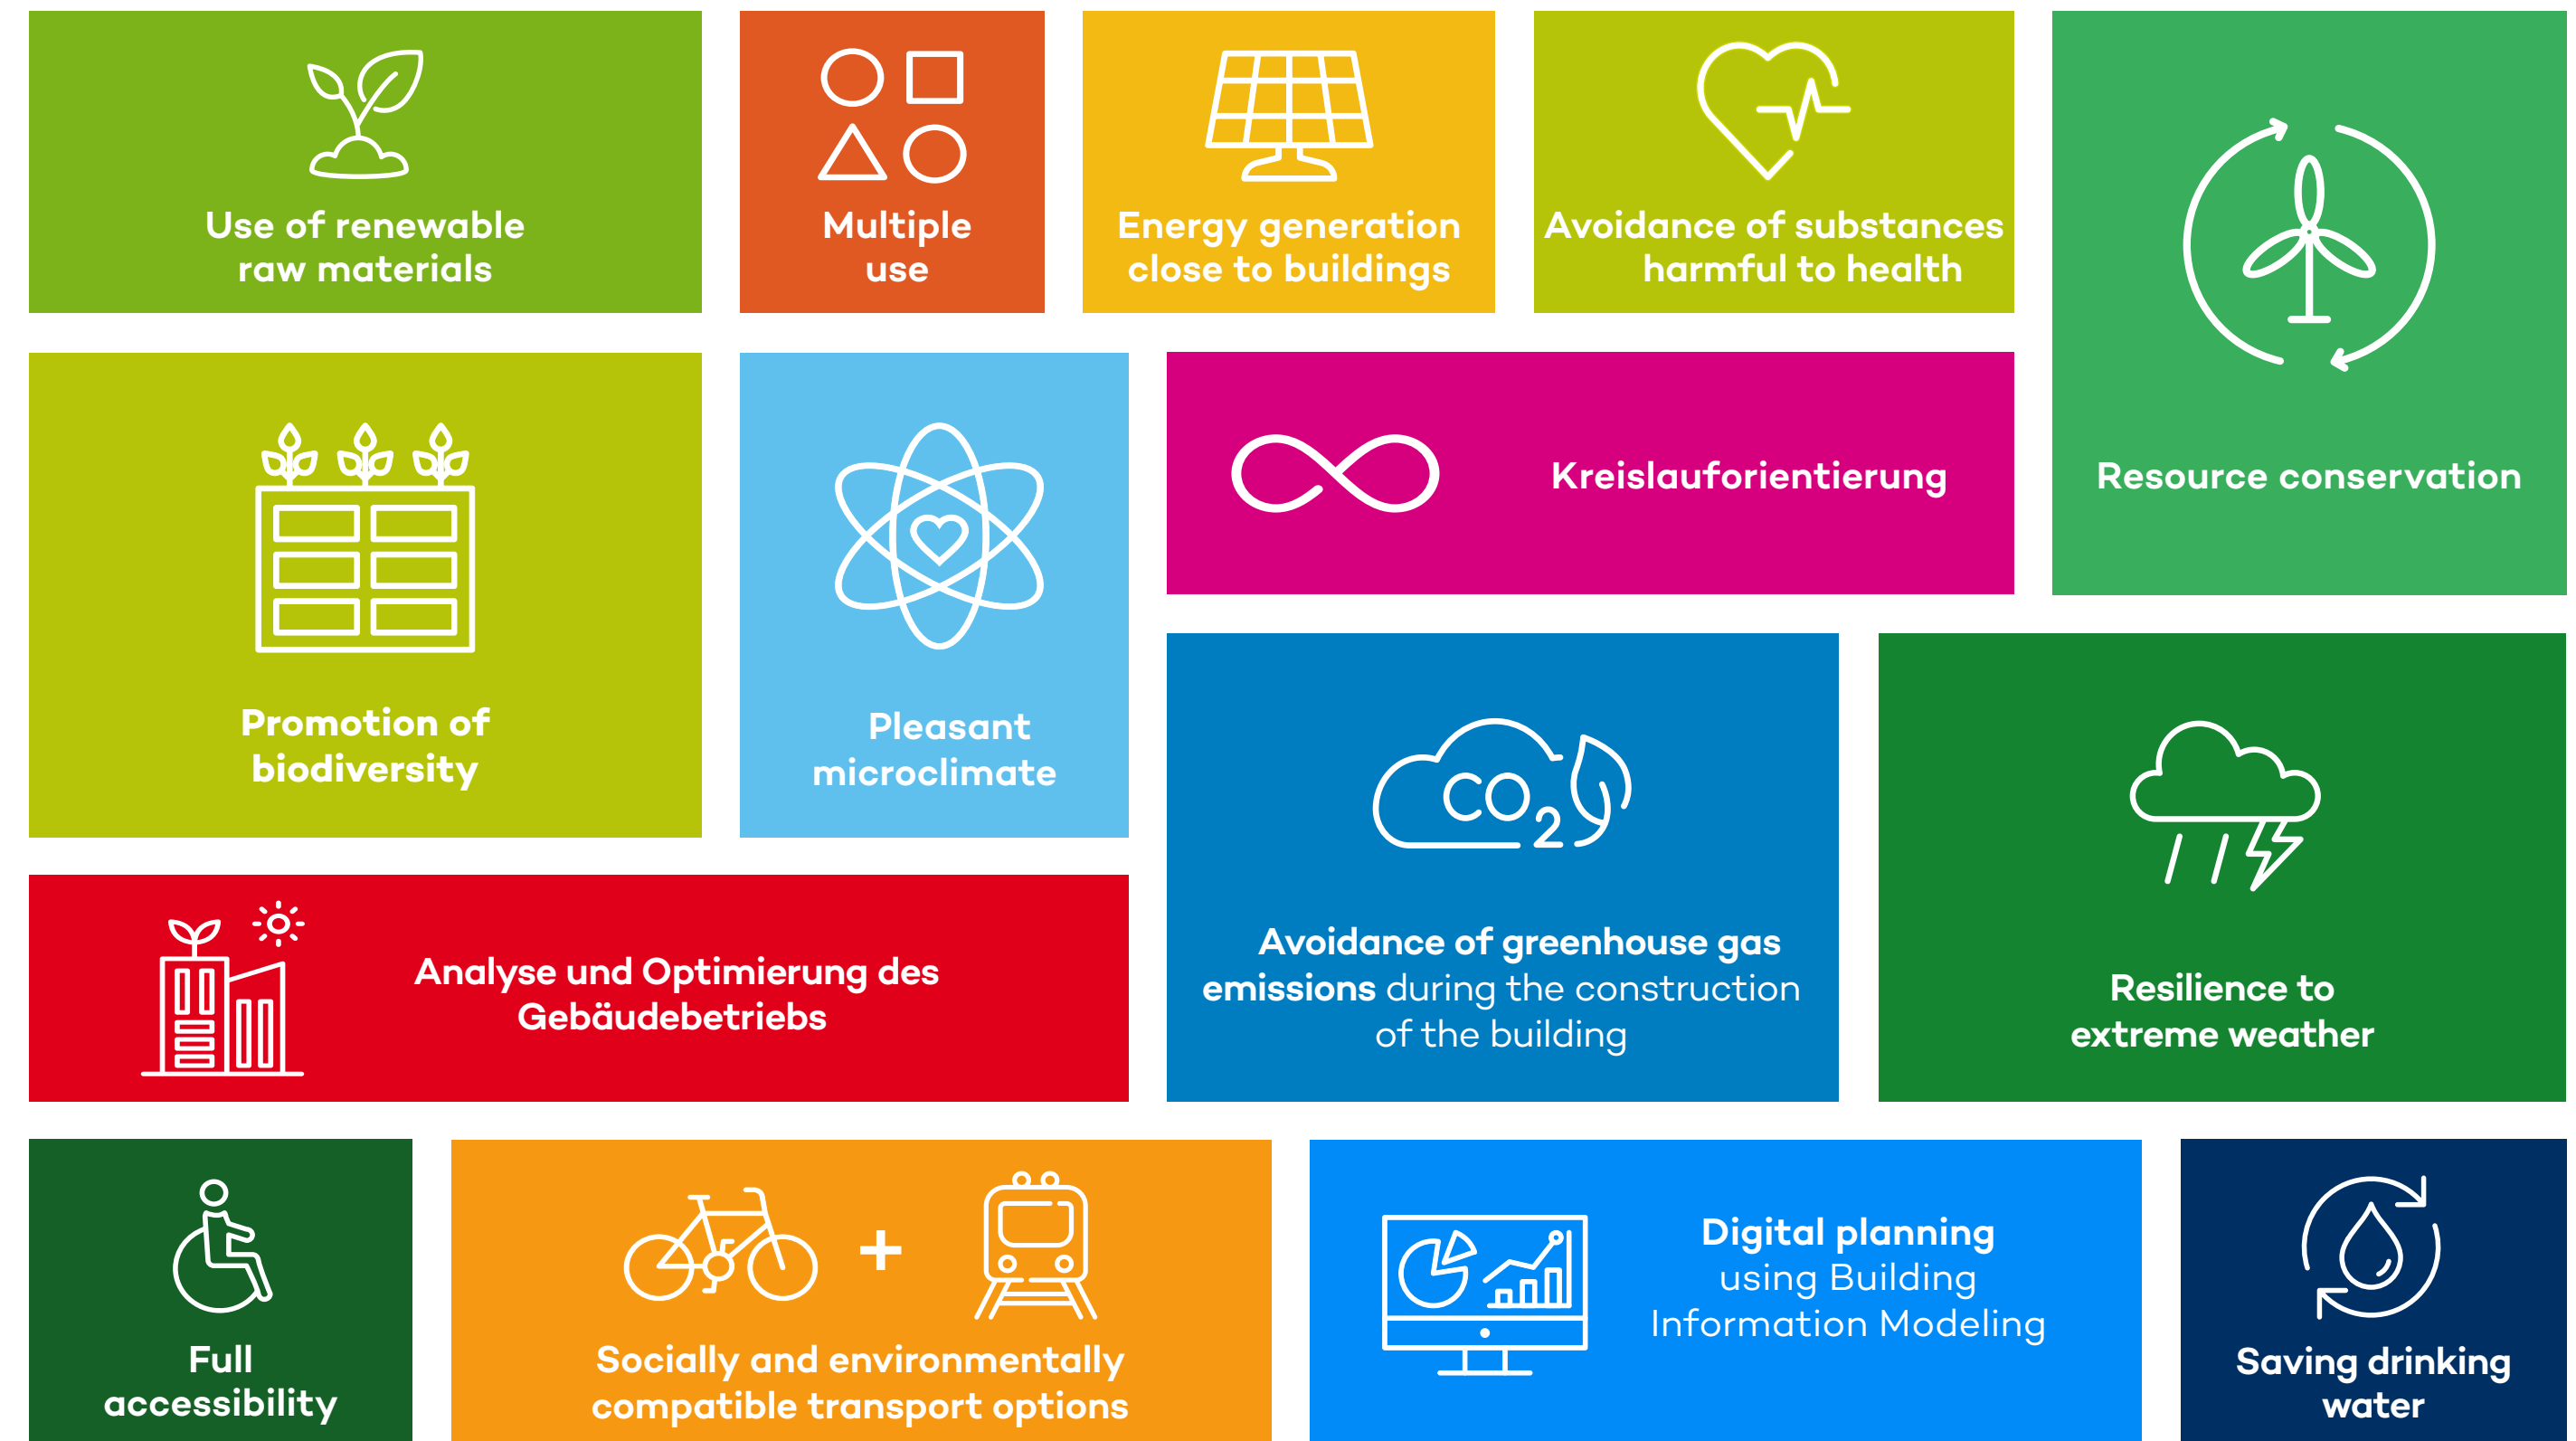 Use of renewable
raw materials
Multiple
use
Energy generation
close to buildings
Avoidance of substances
harmful to health
Resource conservation
Promotion of
biodiversity
Pleasant
microclimate
Kreislauforientierung
CO2
Avoidance of greenhouse gas
emissions during the construction
of the building
Resilience to
extreme weather
Analyse und Optimierung des
Gebäudebetriebs
Full
accessibility
+
Socially and environmentally
compatible transport options
Digital planning
using Building
Information Modeling
Saving drinking
water